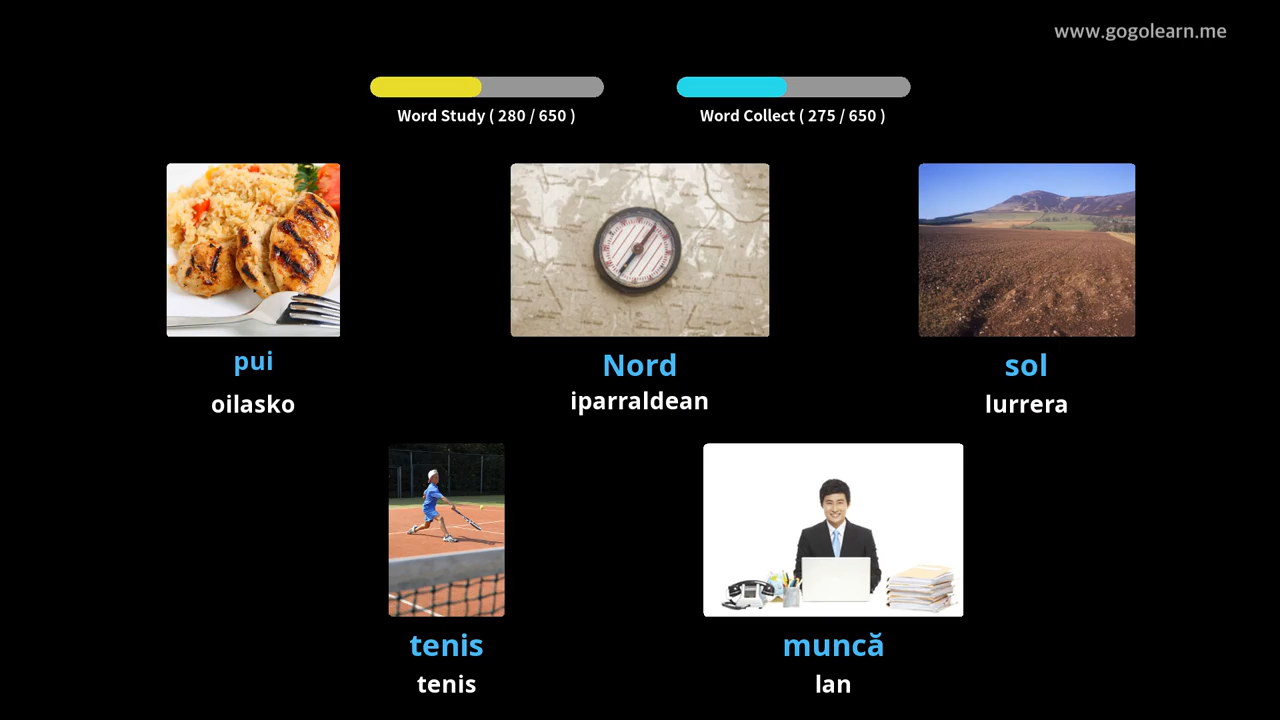 www.gogolearn.me
Word Study ( 280 / 650 )
Word Collect ( 275 / 650 )
pui
Nord
sol
oilasko
iparraldean
lurrera
tenis
muncă
tenis
lan